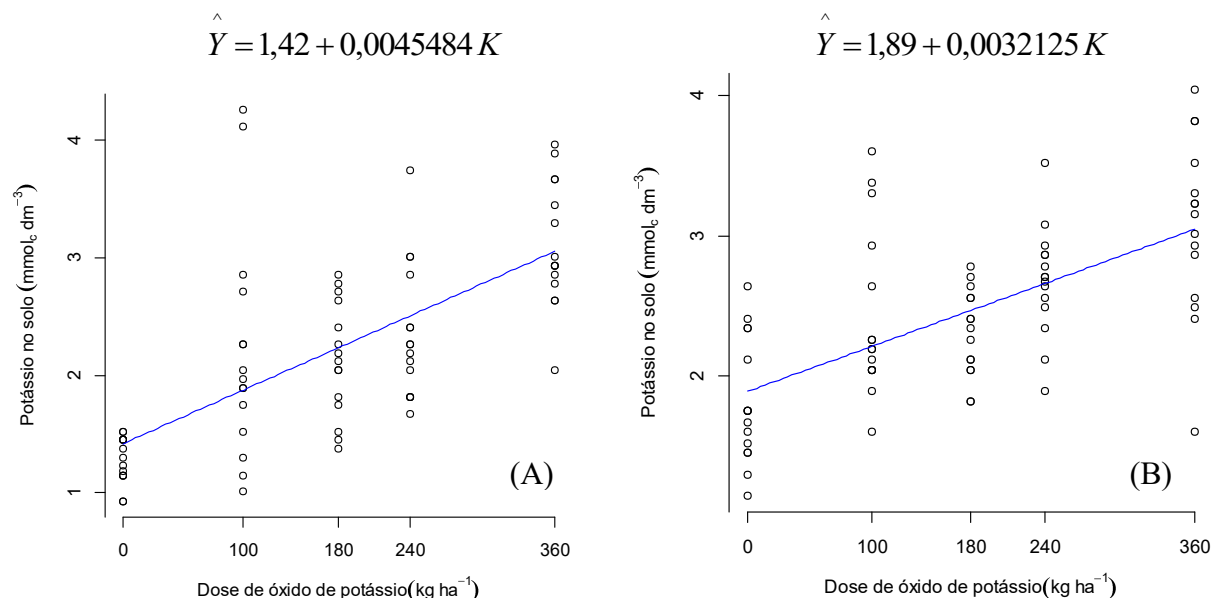 Ŷ = 1,42 + 0,0045484 K
Potássio no solo (mmol_c dm⁻³)
4
3
2
1
(A)
0 100 180 240 360
Dose de óxido de potássio(kg ha⁻¹)
Ŷ = 1,89 + 0,0032125 K
Potássio no solo (mmol_c dm⁻³)
4
3
2
(B)
0 100 180 240 360
Dose de óxido de potássio(kg ha⁻¹)